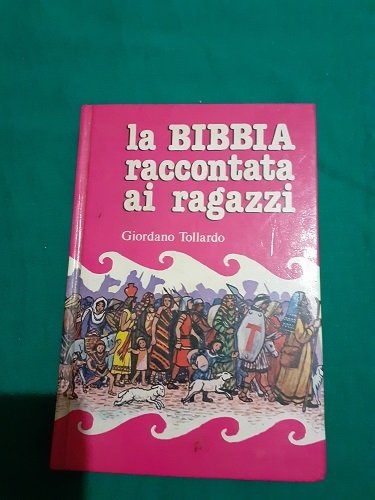 la BIBBIA
raccontata
ai ragazzi
Giordano Tollardo
T